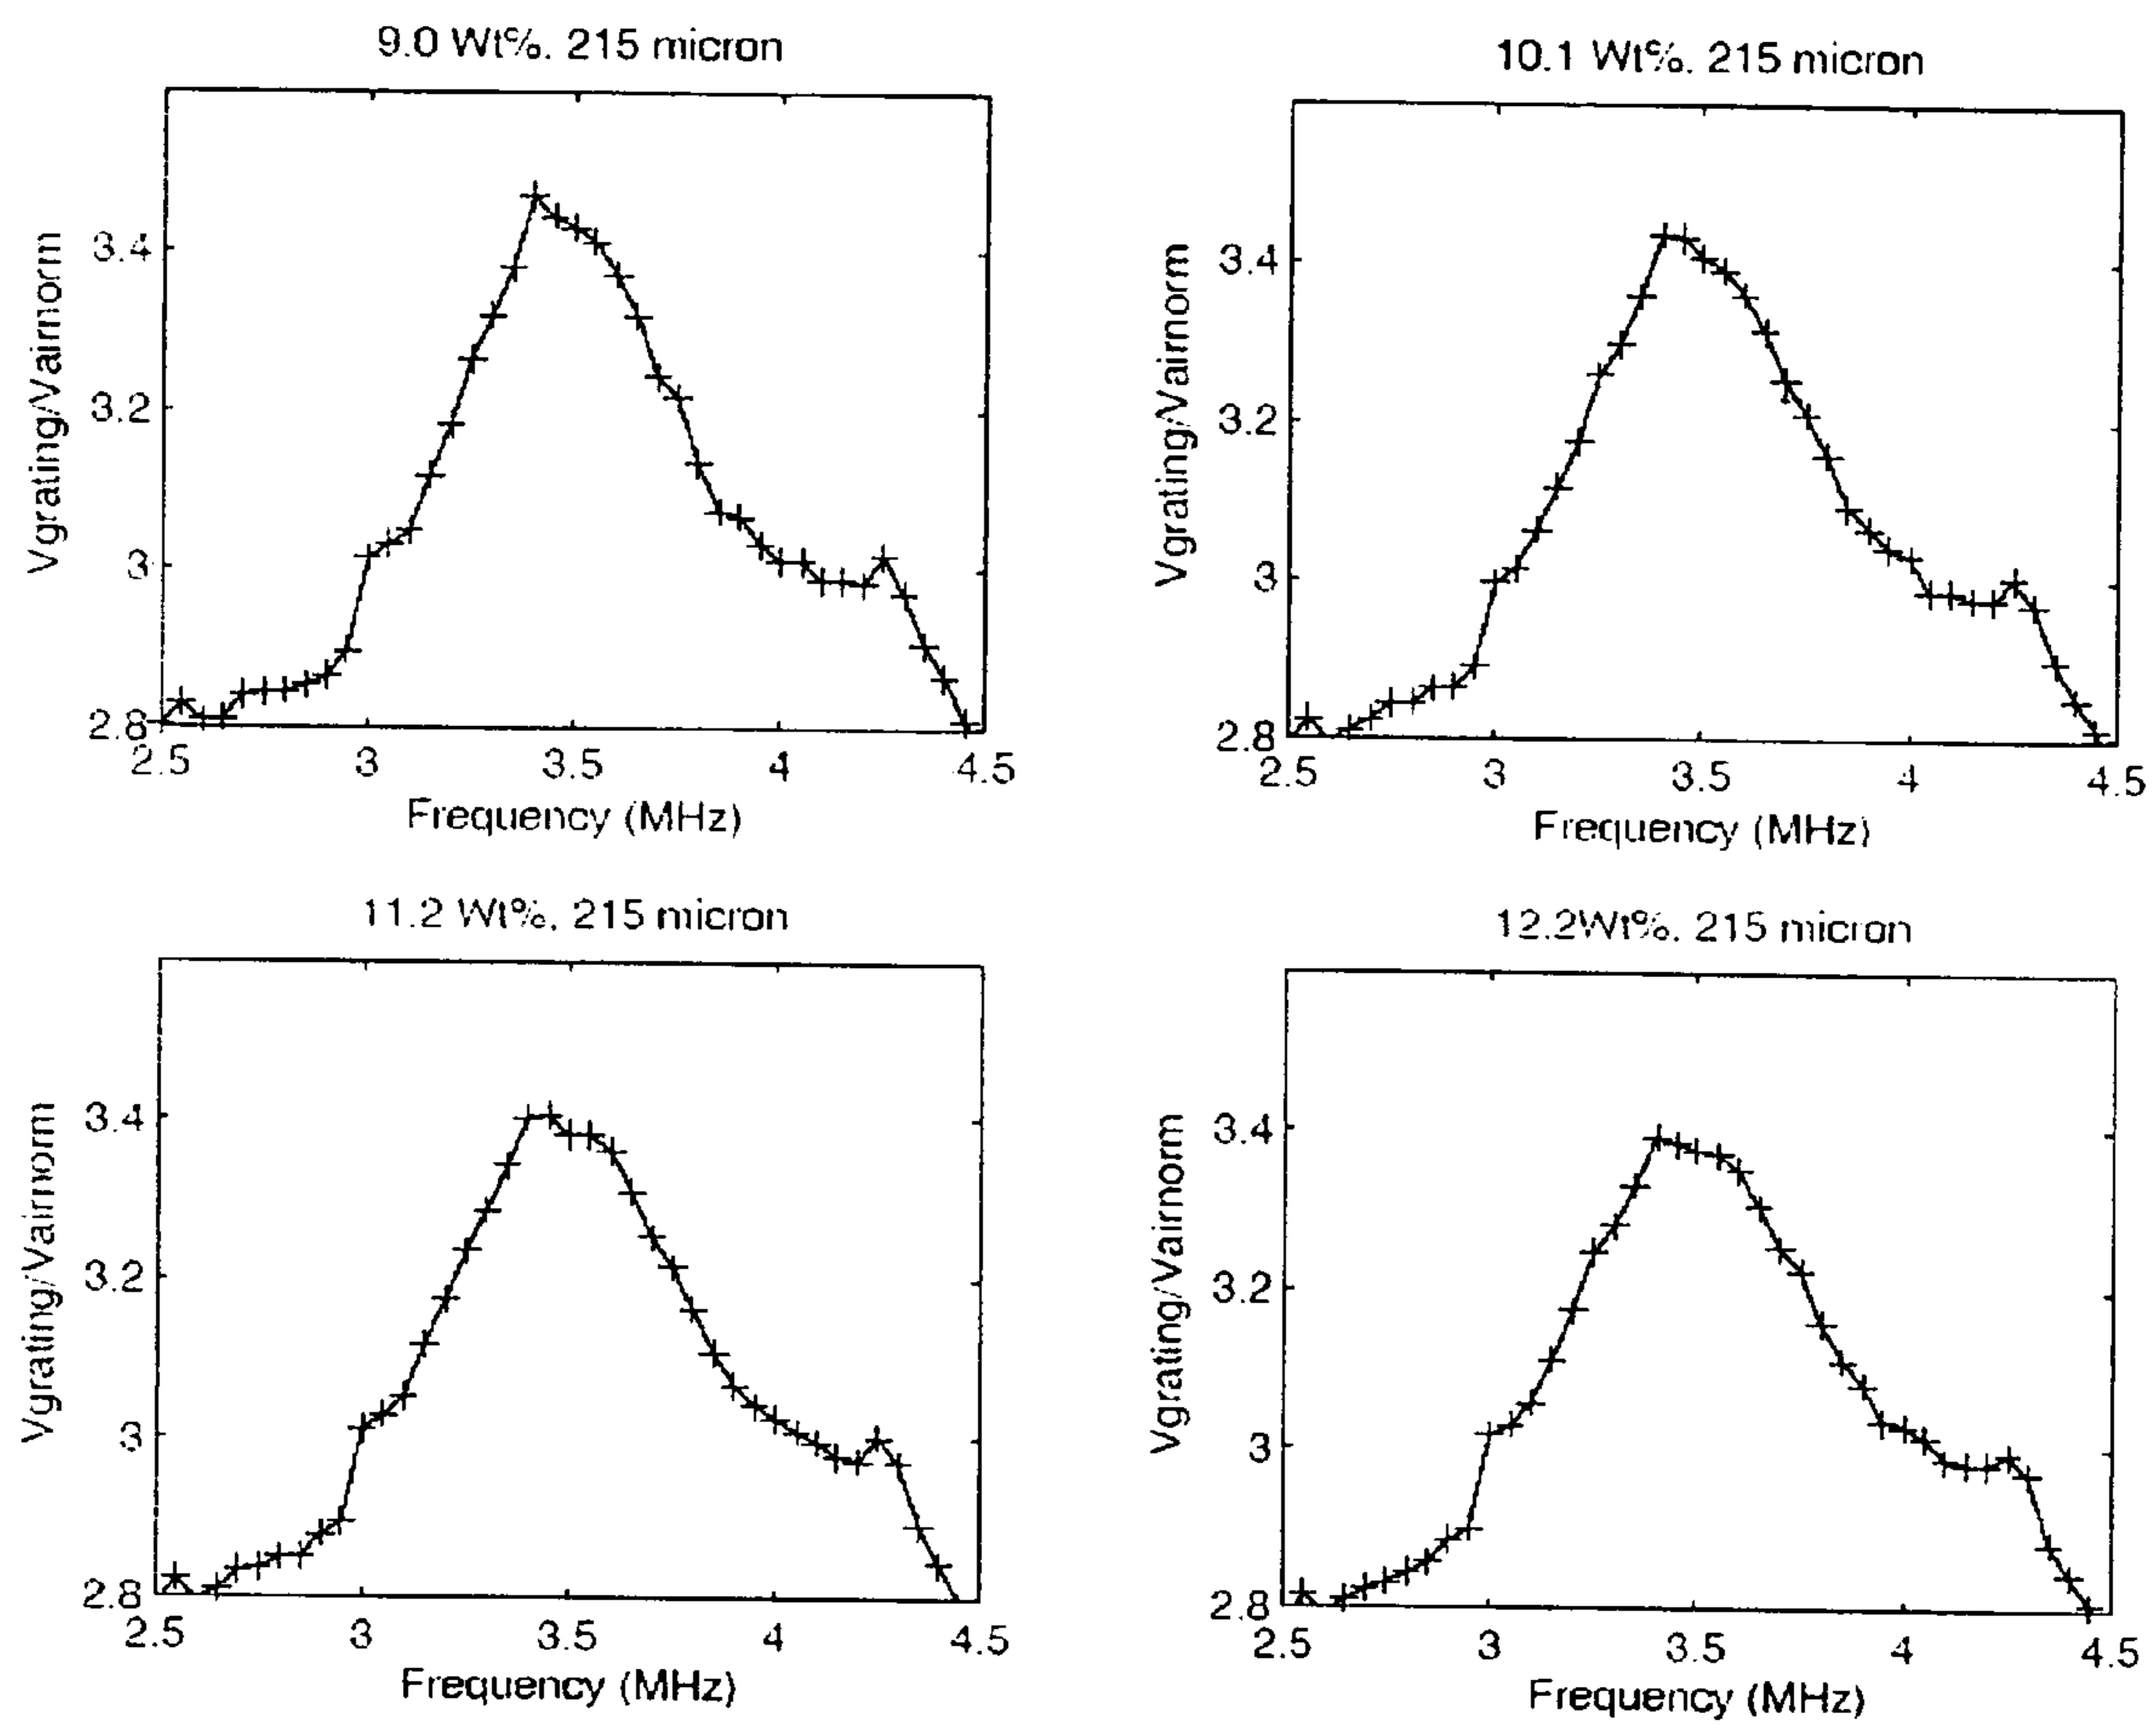 9.0 Wt%. 215 micron
Vgrating/Vairnorm
3.4
3.2
3
2.8
2.5 3 3.5 4 4.5
Frequency (MHz)
10.1 Wt%. 215 micron
Vgrating/Vairnorm
3.4
3.2
3
2.8
2.5 3 3.5 4 4.5
Frequency (MHz)
11.2 Wt%. 215 micron
Vgrating/Vairnorm
3.4
3.2
3
2.8
2.5 3 3.5 4 4.5
Frequency (MHz)
12.2Wt%. 215 micron
Vgrating/Vairnorm
3.4
3.2
3
2.8
2.5 3 3.5 4 4.5
Frequency (MHz)